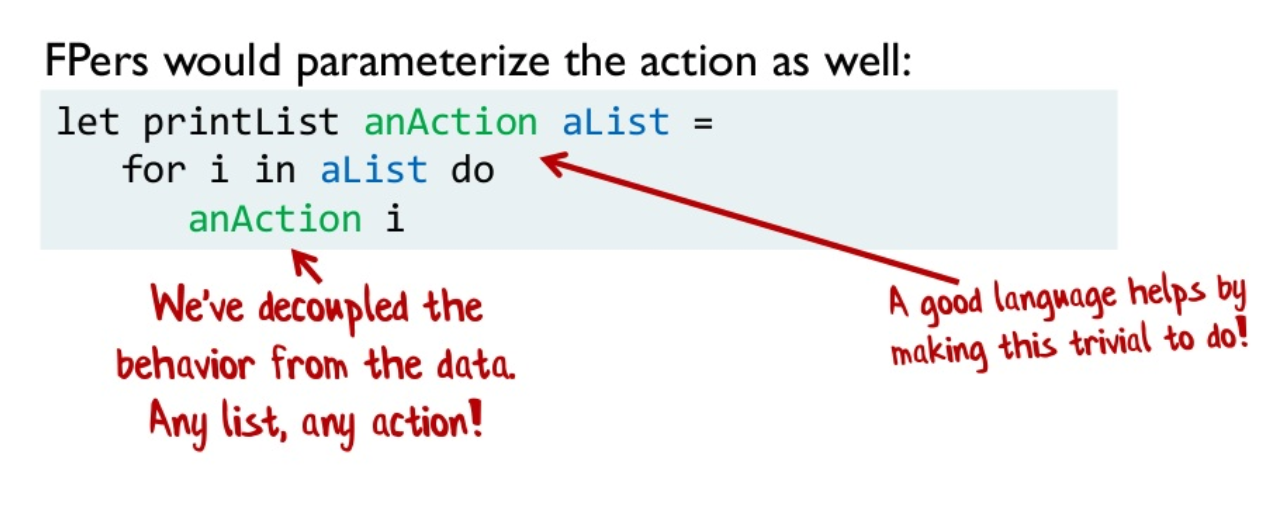 FPers would parameterize the action as well:
let printList anAction aList =
for i in aList do
anAction i
We've decoupled the
behavior from the data.
Any list, any action!
A good language helps by
making this trivial to do!